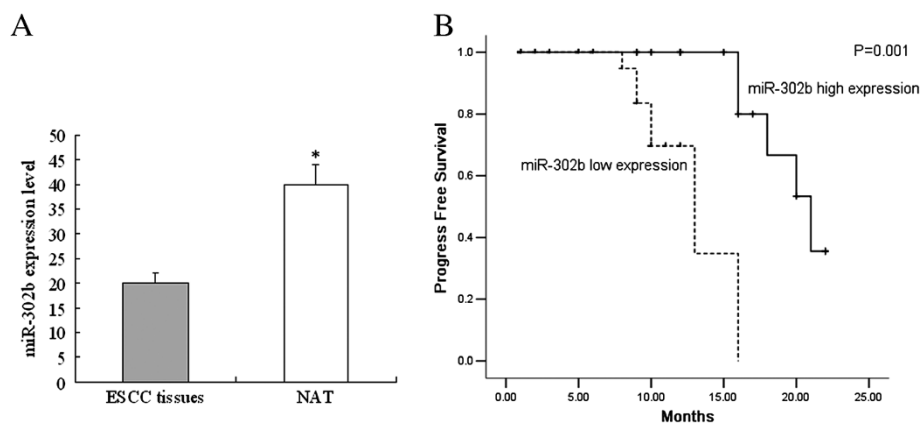 A
miR-302b expression level
50
45
40
35
30
25
20
15
10
5
0
*
ESCC tissues
NAT
B
Progress Free Survival
1.0
0.8
0.6
0.4
0.2
0.0
P=0.001
miR-302b high expression
miR-302b low expression
0.00
5.00
10.00
15.00
20.00
25.00
Months